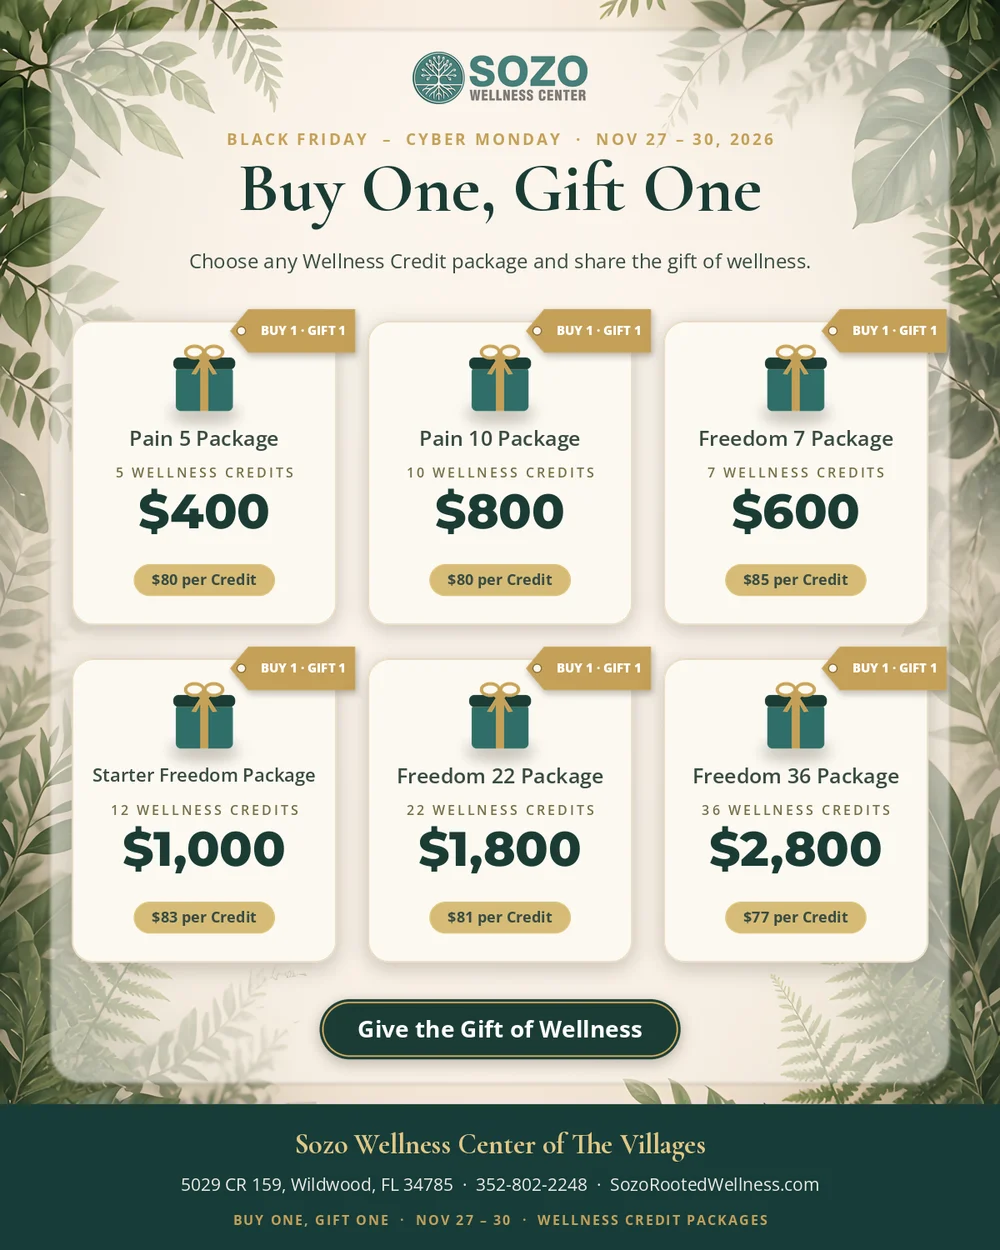 SOZO
WELLNESS CENTER
BLACK FRIDAY – CYBER MONDAY · NOV 27 – 30, 2026
Buy One, Gift One
Choose any Wellness Credit package and share the gift of wellness.
BUY 1 · GIFT 1
Pain 5 Package
5 WELLNESS CREDITS
$400
$80 per Credit
BUY 1 · GIFT 1
Pain 10 Package
10 WELLNESS CREDITS
$800
$80 per Credit
BUY 1 · GIFT 1
Freedom 7 Package
7 WELLNESS CREDITS
$600
$85 per Credit
BUY 1 · GIFT 1
Starter Freedom Package
12 WELLNESS CREDITS
$1,000
$83 per Credit
BUY 1 · GIFT 1
Freedom 22 Package
22 WELLNESS CREDITS
$1,800
$81 per Credit
BUY 1 · GIFT 1
Freedom 36 Package
36 WELLNESS CREDITS
$2,800
$77 per Credit
Give the Gift of Wellness
Sozo Wellness Center of The Villages
5029 CR 159, Wildwood, FL 34785 · 352-802-2248 · SozoRootedWellness.com
BUY ONE, GIFT ONE · NOV 27 – 30 · WELLNESS CREDIT PACKAGES